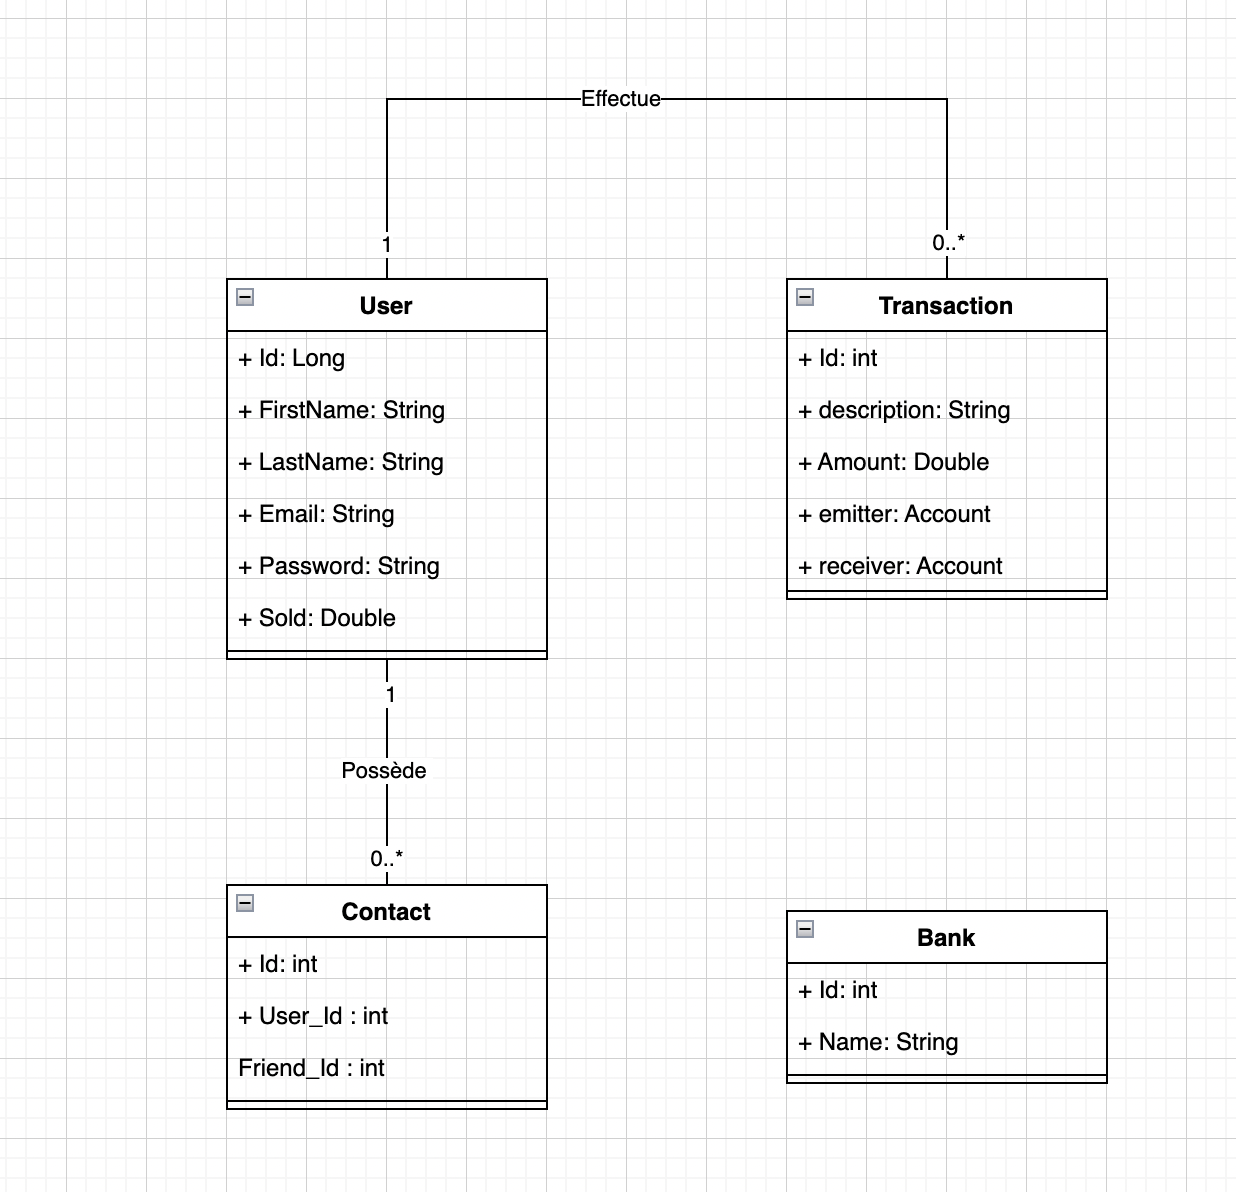 Effectue
1
0..*
User
+ Id: Long
+ FirstName: String
+ LastName: String
+ Email: String
+ Password: String
+ Sold: Double
Transaction
+ Id: int
+ description: String
+ Amount: Double
+ emitter: Account
+ receiver: Account
1
Possède
0..*
Contact
+ Id: int
+ User_Id : int
Friend_Id : int
Bank
+ Id: int
+ Name: String